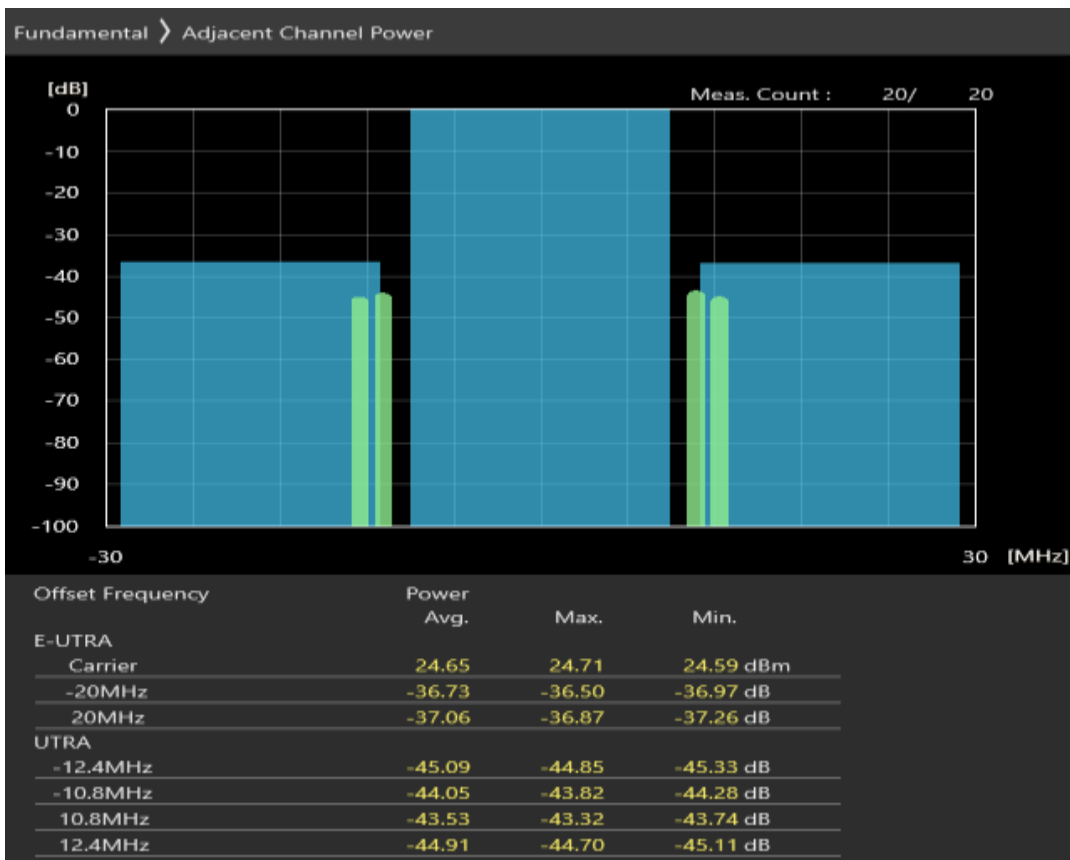 Fundamental ❯ Adjacent Channel Power
[dB]
Meas. Count : 20/ 20
0
-10
-20
-30
-40
-50
-60
-70
-80
-90
-100
-30 30 [MHz]
Offset Frequency Power
Avg. Max. Min.
E-UTRA
Carrier 24.65 24.71 24.59 dBm
-20MHz -36.73 -36.50 -36.97 dB
20MHz -37.06 -36.87 -37.26 dB
UTRA
-12.4MHz -45.09 -44.85 -45.33 dB
-10.8MHz -44.05 -43.82 -44.28 dB
10.8MHz -43.53 -43.32 -43.74 dB
12.4MHz -44.91 -44.70 -45.11 dB